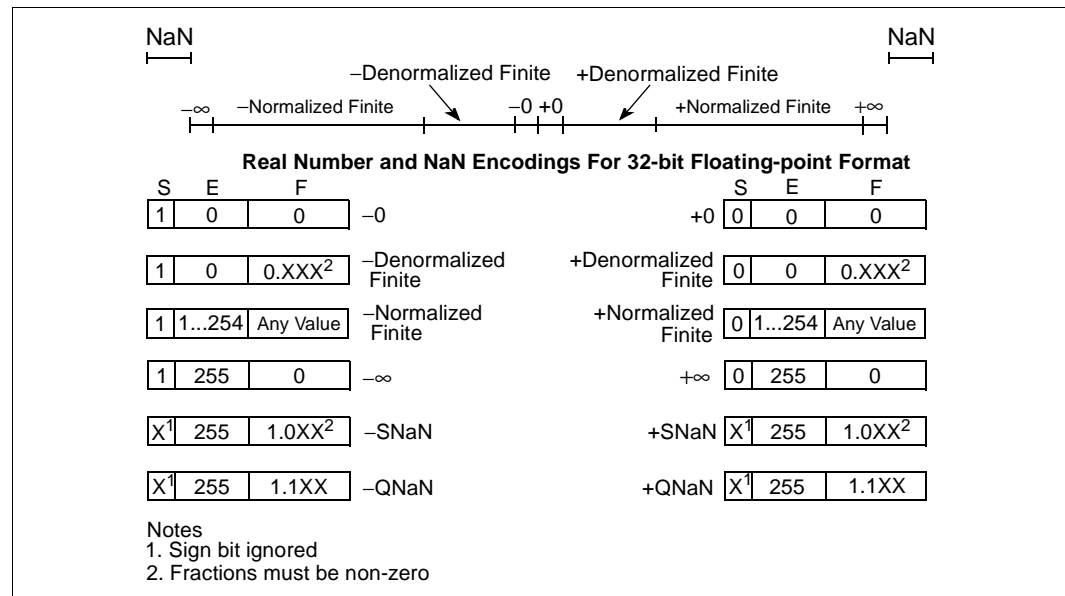 NaN NaN
−Denormalized Finite +Denormalized Finite
−∞ −Normalized Finite −0 +0 +Normalized Finite +∞
Real Number and NaN Encodings For 32-bit Floating-point Format
S E F S E F
1 0 0 −0 +0 0 0 0
1 0 0.XXX² −Denormalized Finite +Denormalized Finite 0 0 0.XXX²
1 1...254 Any Value −Normalized Finite +Normalized Finite 0 1...254 Any Value
1 255 0 −∞ +∞ 0 255 0
X¹ 255 1.0XX² −SNaN +SNaN X¹ 255 1.0XX²
X¹ 255 1.1XX −QNaN +QNaN X¹ 255 1.1XX
Notes
1. Sign bit ignored
2. Fractions must be non-zero